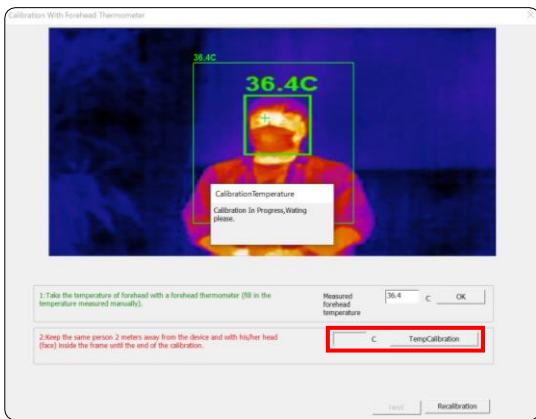 Calibration With Forehead Thermometer
36.4C
36.4C
CalibrationTemperature
Calibration In Progress,Wating
please.
1:Take the temperature of forehead with a forehead thermometer (fill in the
temperature measured manually).
Measured
forehead
temperature
36.4 C OK
2:Keep the same person 2 meters away from the device and with his/her head
(face) inside the frame until the end of the calibration.
C TempCalibration
Next Recalibration